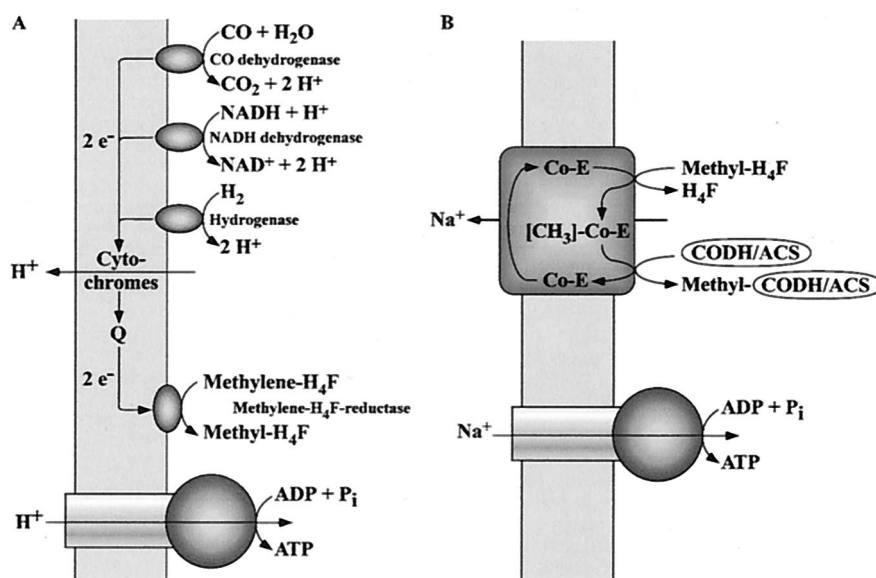 A
CO + H₂O
CO dehydrogenase
CO₂ + 2 H⁺
NADH + H⁺
2 e⁻
NADH dehydrogenase
NAD⁺ + 2 H⁺
H₂
Hydrogenase
2 H⁺
H⁺
Cyto-
chromes
Q
2 e⁻
Methylene-H₄F
Methylene-H₄F-reductase
Methyl-H₄F
H⁺
ADP + Pᵢ
ATP
B
Co-E
Methyl-H₄F
H₄F
Na⁺
[CH₃]-Co-E
CODH/ACS
Co-E
Methyl-CODH/ACS
Na⁺
ADP + Pᵢ
ATP